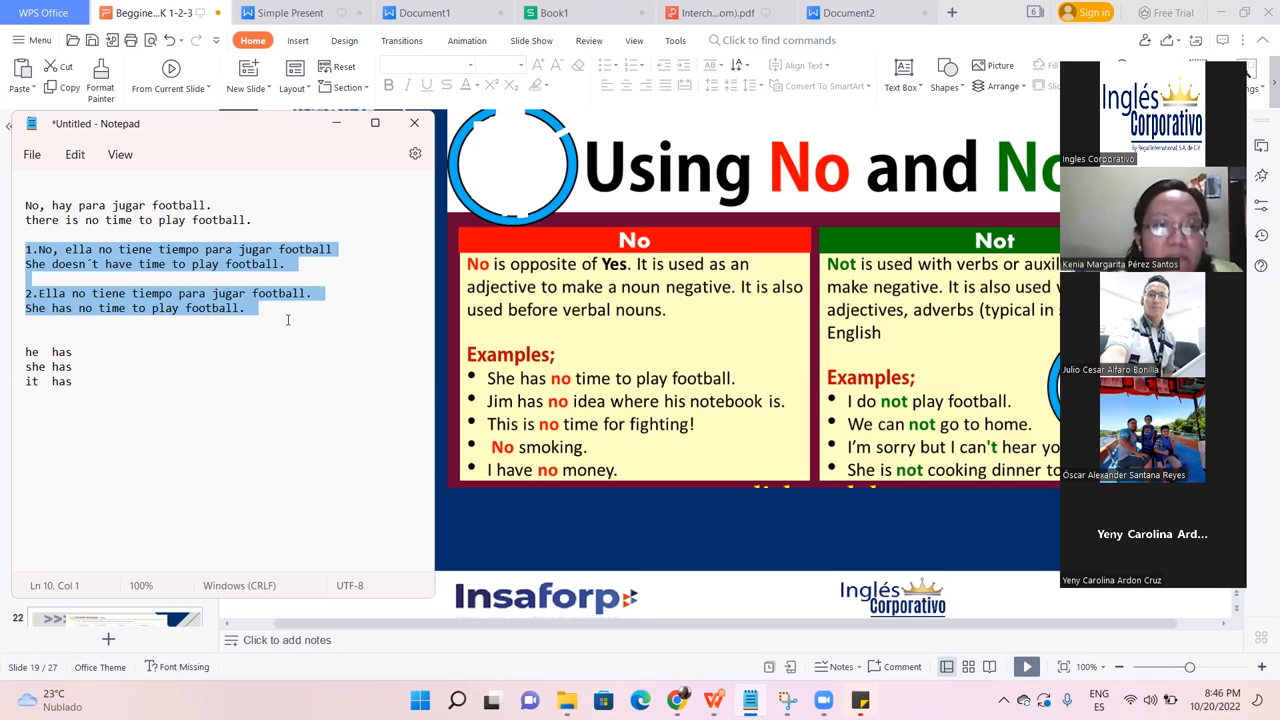 WPS Office
Beggine...K 1-2-3
Document1
Book1
Presentation...om).pdf
Document2
6
Sign in
Menu
Home
Insert
Design
Transitions
Animation
Slide Show
Review
View
Tools
Click to find commands
Cut
Copy
Format
Painter
From Current Slide
New Slide
Layout
Reset
Section
Align Text
Convert To SmartArt
Text Box
Shapes
Picture
Arrange
*Untitled - Notepad
File
Edit
View
hay para jugar football.
There is no time to play football.
1.No, ella no tiene tiempo para jugar football
She doesn´t have time to play football.
2.Ella no tiene tiempo para jugar football.
She has no time to play football.
he has
she has
it has
Ln 10, Col 1
100%
Windows (CRLF)
UTF-8
Using No and No
No
No is opposite of Yes. It is used as an
adjective to make a noun negative. It is also
used before verbal nouns.
Examples;
• She has no time to play football.
• Jim has no idea where his notebook is.
• This is no time for fighting!
• No smoking.
• I have no money.
Not
Not is used with verbs or auxil
make negative. It is also used
adjectives, adverbs (typical in
English
Examples;
• I do not play football.
• We can not go to home.
• I'm sorry but I can't hear yo
• She is not cooking dinner to
Insaforp
Inglés
Corporativo
Inglés
Corporativo
By Regal International, S.A. de C.V.
Ingles Corporativo
Kenia Margarita Pérez Santos
Julio Cesar Alfaro Bonilla
Óscar Alexander Santana Reyes
Yeny Carolina Ard...
Yeny Carolina Ardon Cruz
22
Click to add notes
Slide 19 / 27
Office Theme
Font Missing
Notes
Comment
100%
23°C
Nublado
ENG
ES
8:46 PM
10/20/2022